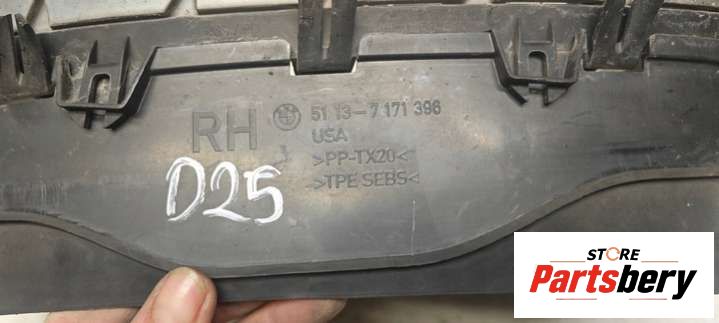 RH
51 13-7 171 396
USA
>PP-TX20<
>TPE SEBS<
D25
STORE
Partsbery